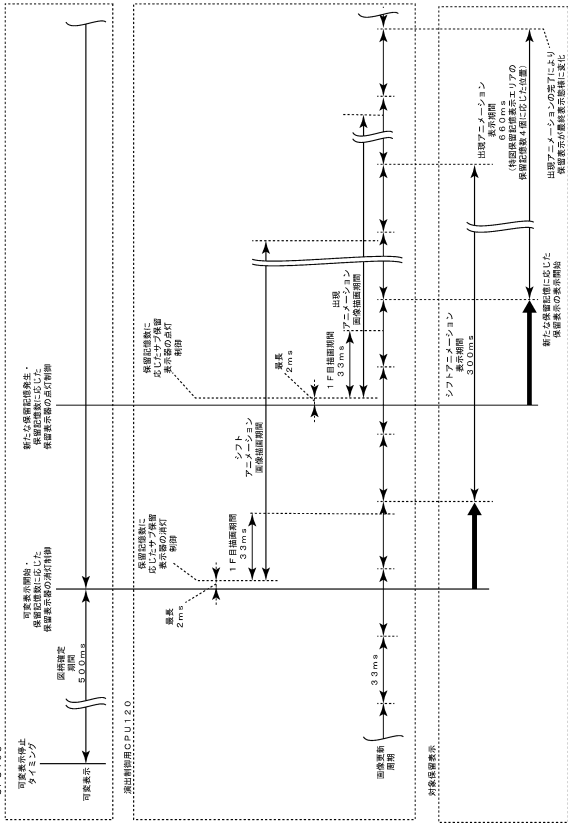 可変表示停止
タイミング
可変表示
図柄確定
期間
500ms
可変表示開始・
保留記憶数に応じた
保留表示器の消灯制御
新たな保留記憶発生・
保留記憶数に応じた
保留表示器の点灯制御
演出制御用CPU120
最長
2ms
保留記憶数に
応じたサブ保留
表示器の消灯
制御
1F目描画期間
33ms
シフト
アニメーション
画像描画期間
保留記憶数に
応じたサブ保留
表示器の点灯
制御
最長
2ms
1F目描画期間
33ms
出現
アニメーション
画像描画期間
画像更新
周期
33ms
対象保留表示
シフトアニメーション
表示期間
300ms
新たな保留記憶に応じた
保留表示の表示開始
出現アニメーション
表示期間
660ms
(特図保留記憶表示エリアの
保留記憶数4個に応じた位置)
出現アニメーションの完了により
保留表示が最終表示態様に変化